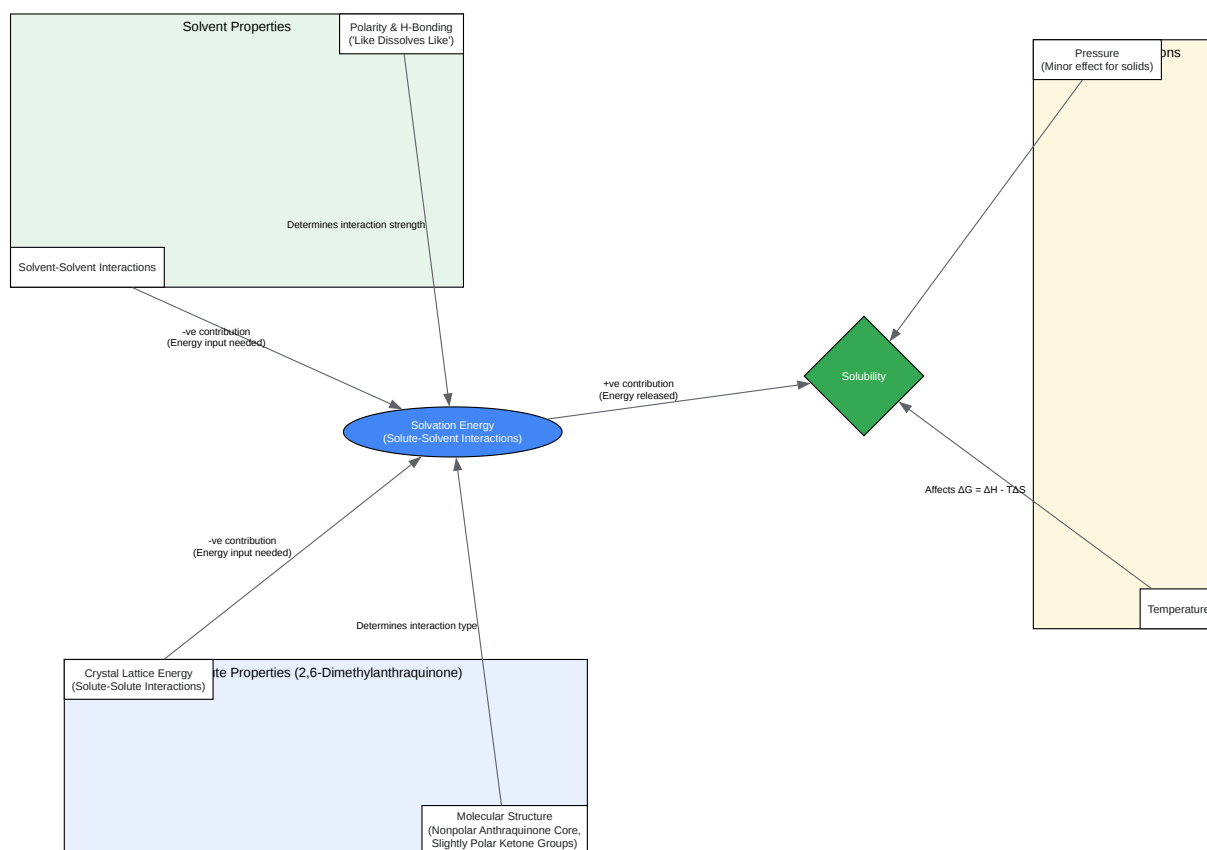 Solvent Properties
Polarity & H-Bonding
('Like Dissolves Like')
Pressure
(Minor effect for solids)
ons
Determines interaction strength
Solvent-Solvent Interactions
-ve contribution
(Energy input needed)
Solubility
+ve contribution
(Energy released)
Solvation Energy
(Solute-Solvent Interactions)
Affects ΔG = ΔH - TΔS
-ve contribution
(Energy input needed)
Temperature
Determines interaction type
Crystal Lattice Energy
(Solute-Solute Interactions)
ute Properties (2,6-Dimethylanthraquinone)
Molecular Structure
(Nonpolar Anthraquinone Core,
Slightly Polar Ketone Groups)